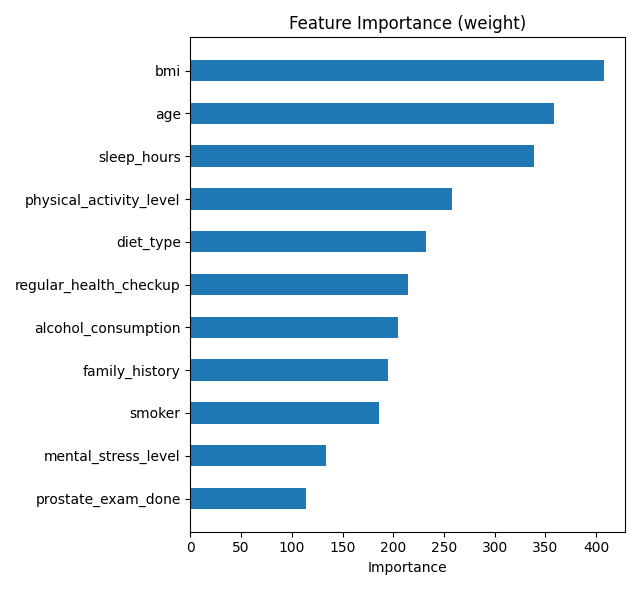 Feature Importance (weight)
bmi
age
sleep_hours
physical_activity_level
diet_type
regular_health_checkup
alcohol_consumption
family_history
smoker
mental_stress_level
prostate_exam_done
0 50 100 150 200 250 300 350 400
Importance